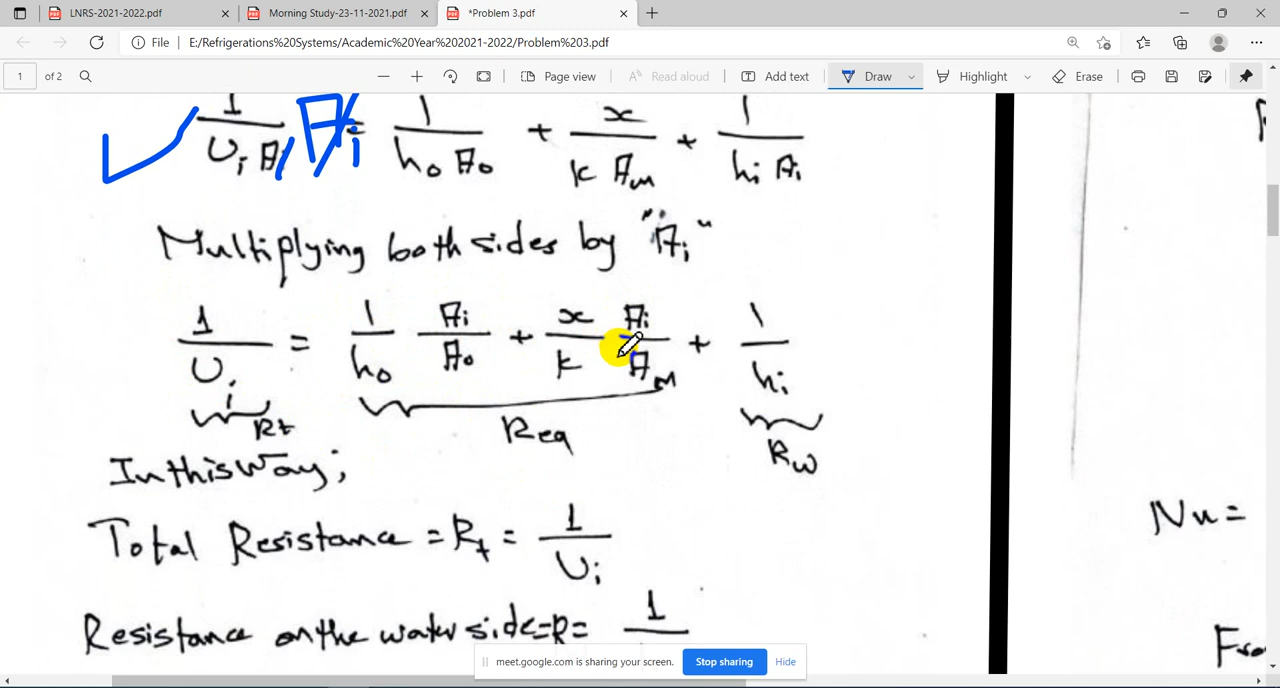 LNRS-2021-2022.pdf Morning Study-23-11-2021.pdf *Problem 3.pdf
File E:/Refrigerations%20Systems/Academic%20Year%202021-2022/Problem%203.pdf
1 of 2 Page view Read aloud Add text Draw Highlight Erase
1/(Ui Ai) Ai = 1/(ho Ao) + x/(k Am) + 1/(hi Ai)
Multiplying both sides by "Ai"
1/Ui = 1/ho Ai/Ao + x/k Ai/Am + 1/hi
Rt Req Rw
In this way;
Total Resistance = Rt = 1/Ui
Nu =
Resistance on the water side = R = 1
meet.google.com is sharing your screen. Stop sharing Hide